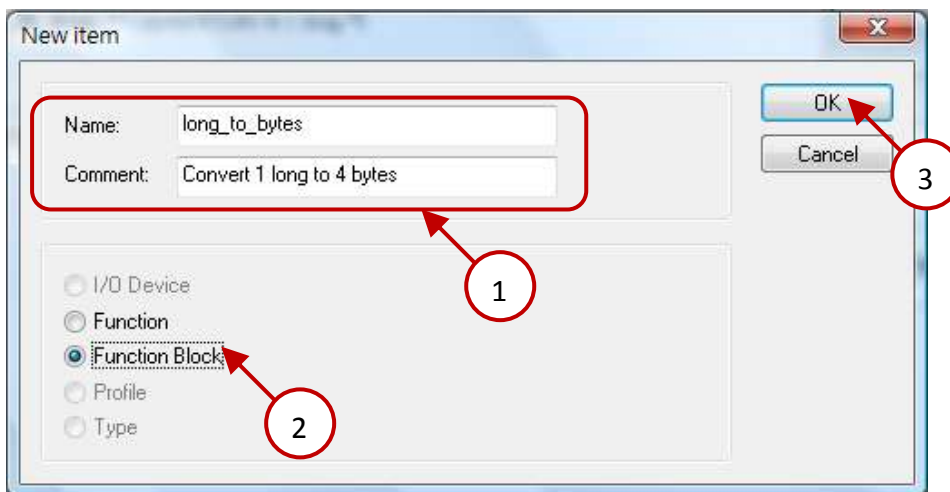 New item
Name: long_to_bytes
Comment: Convert 1 long to 4 bytes
OK
Cancel
3
1
I/O Device
Function
Function Block
Profile
Type
2